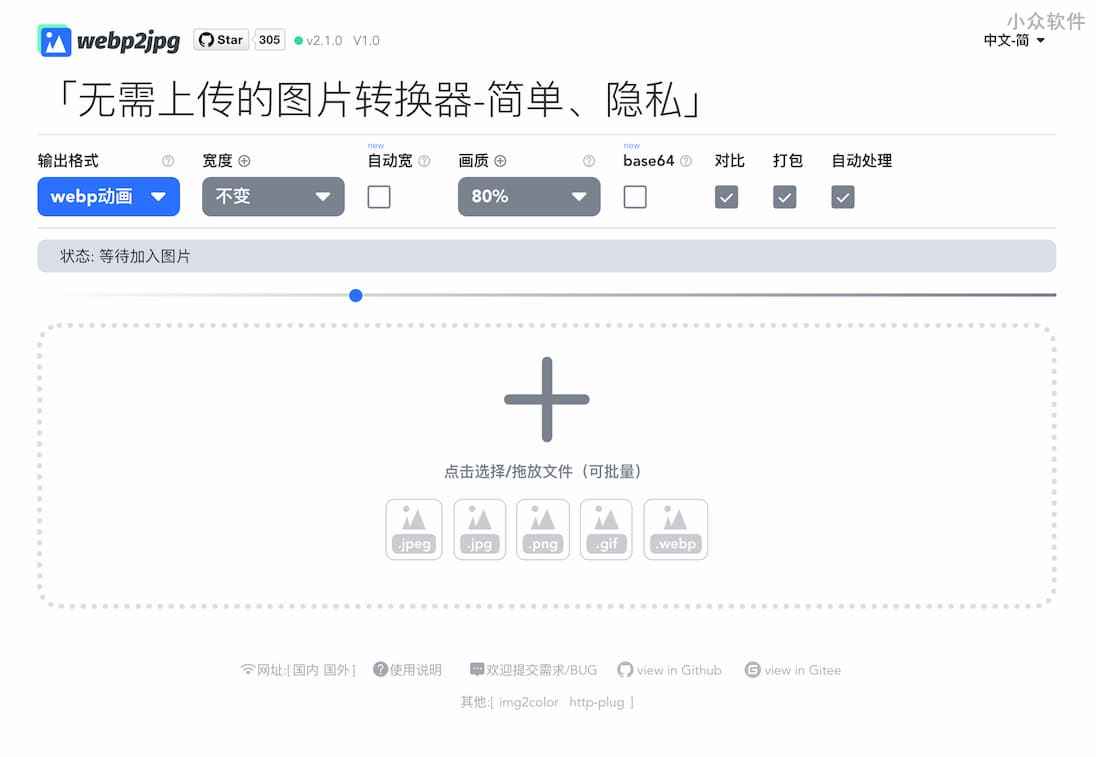 小众软件
webp2jpg Star 305 v2.1.0 V1.0 中文-简
「无需上传的图片转换器-简单、隐私」
new new
输出格式 宽度 自动宽 画质 base64 对比 打包 自动处理
webp动画 不变 80%
状态: 等待加入图片
点击选择/拖放文件（可批量）
.jpeg .jpg .png .gif .webp
网址:[ 国内 国外 ] 使用说明 欢迎提交需求/BUG view in Github view in Gitee
其他:[ img2color http-plug ]